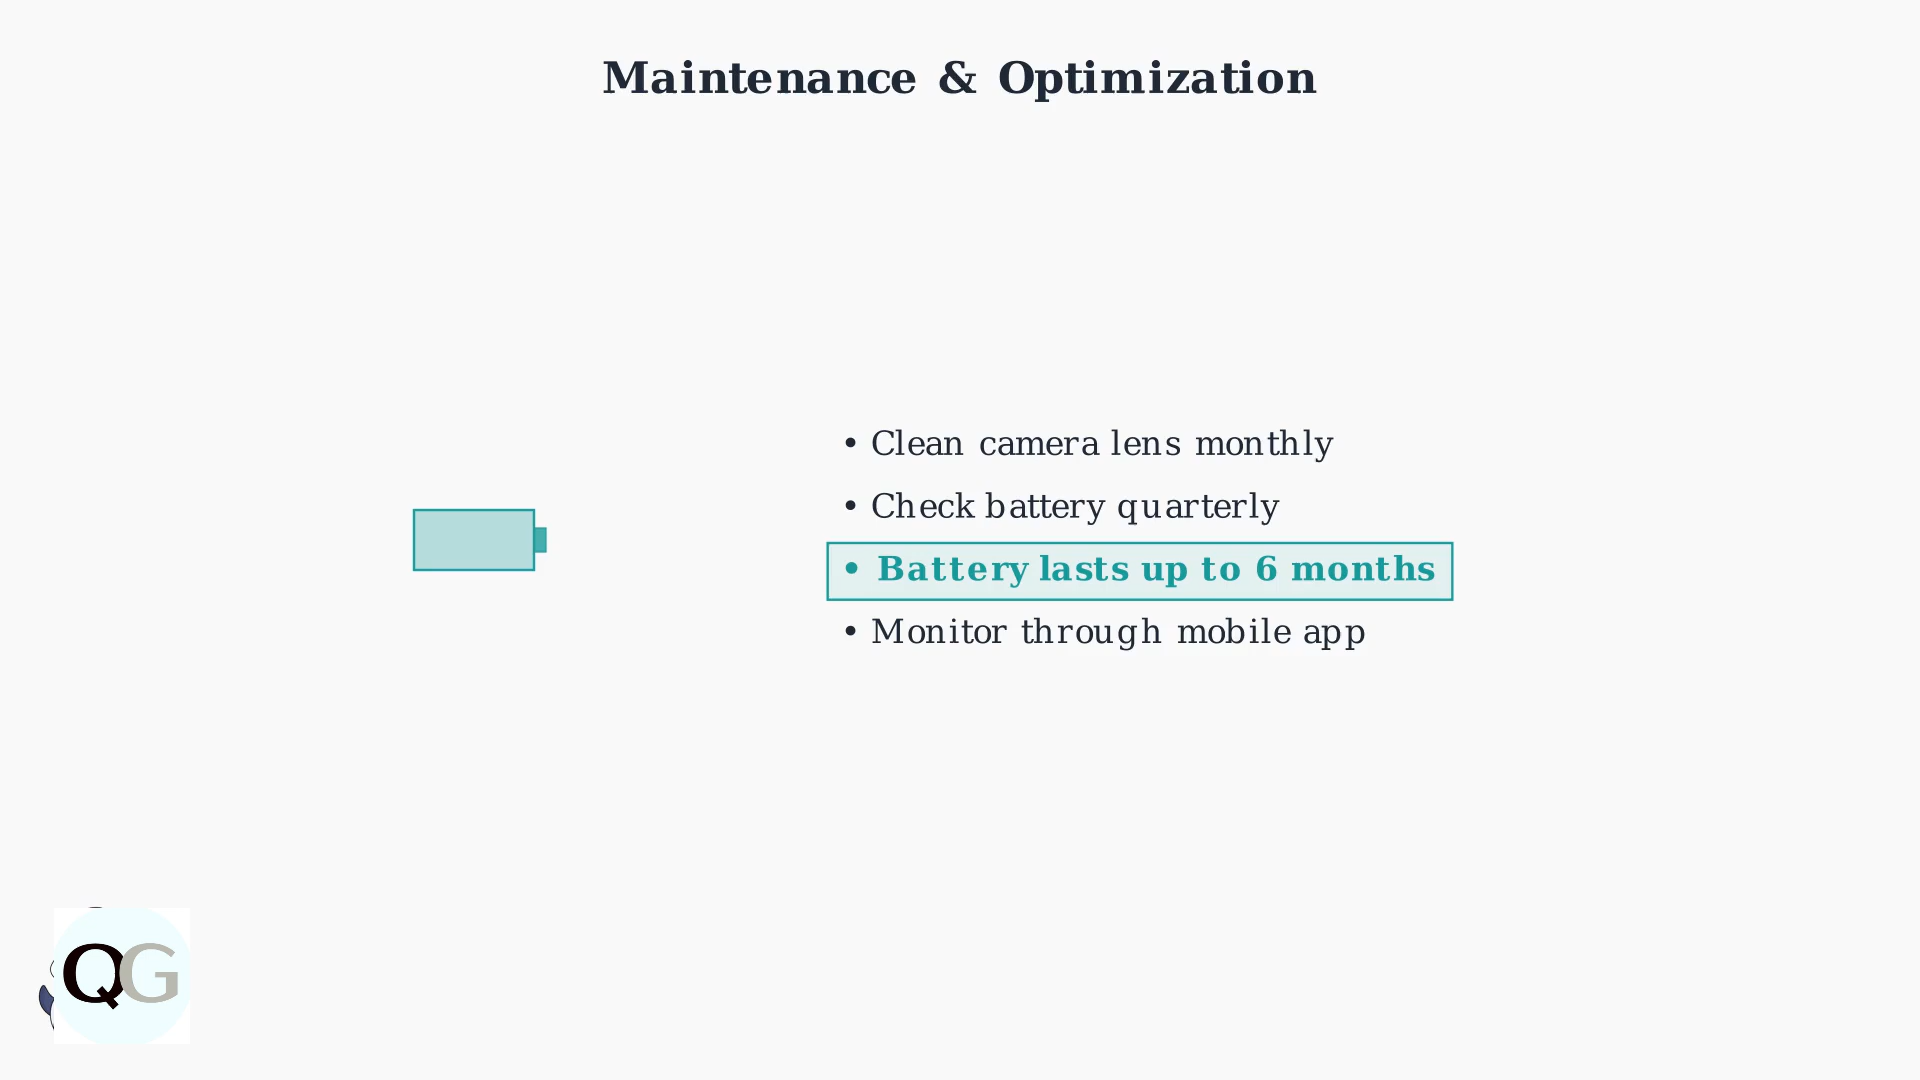 Maintenance & Optimization
• Clean camera lens monthly
• Check battery quarterly
• Battery lasts up to 6 months
• Monitor through mobile app
QG